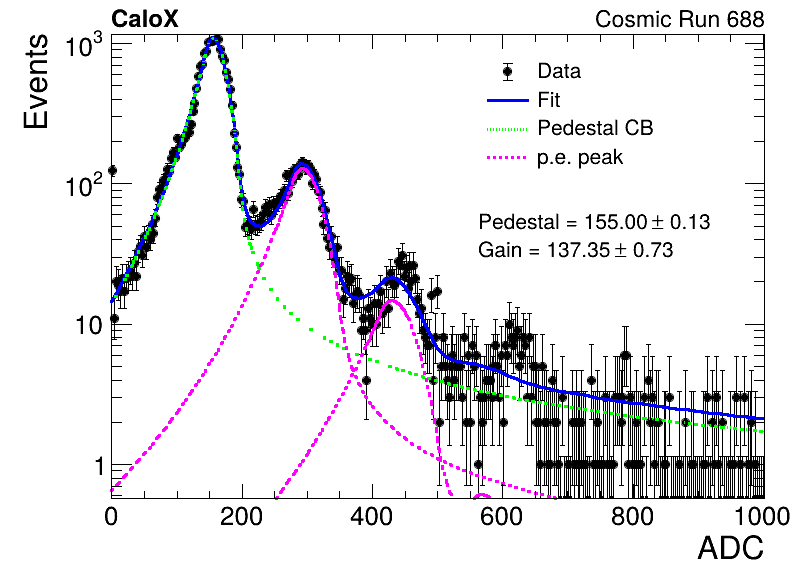 CaloX Cosmic Run 688
Events
10³
10²
10
1
Data
Fit
Pedestal CB
p.e. peak
Pedestal = 155.00 ± 0.13
Gain = 137.35 ± 0.73
0 200 400 600 800 1000
ADC